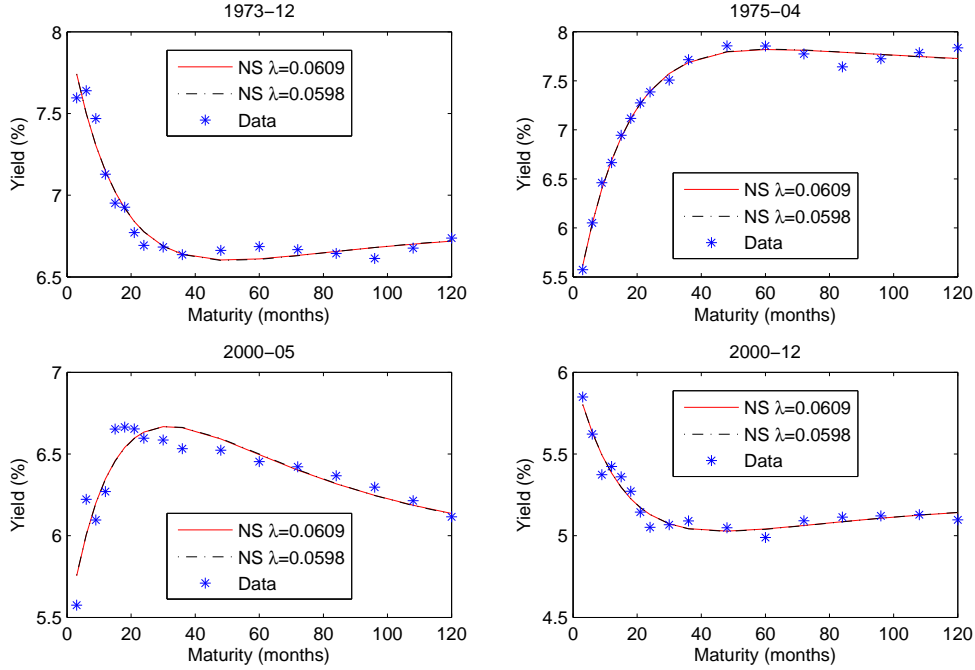 1973−12
8
7.5
7
6.5
0 20 40 60 80 100 120
Yield (%)
Maturity (months)
NS λ=0.0609
NS λ=0.0598
Data
1975−04
8
7.5
7
6.5
6
5.5
0 20 40 60 80 100 120
Yield (%)
Maturity (months)
NS λ=0.0609
NS λ=0.0598
Data
2000−05
7
6.5
6
5.5
0 20 40 60 80 100 120
Yield (%)
Maturity (months)
NS λ=0.0609
NS λ=0.0598
Data
2000−12
6
5.5
5
4.5
0 20 40 60 80 100 120
Yield (%)
Maturity (months)
NS λ=0.0609
NS λ=0.0598
Data